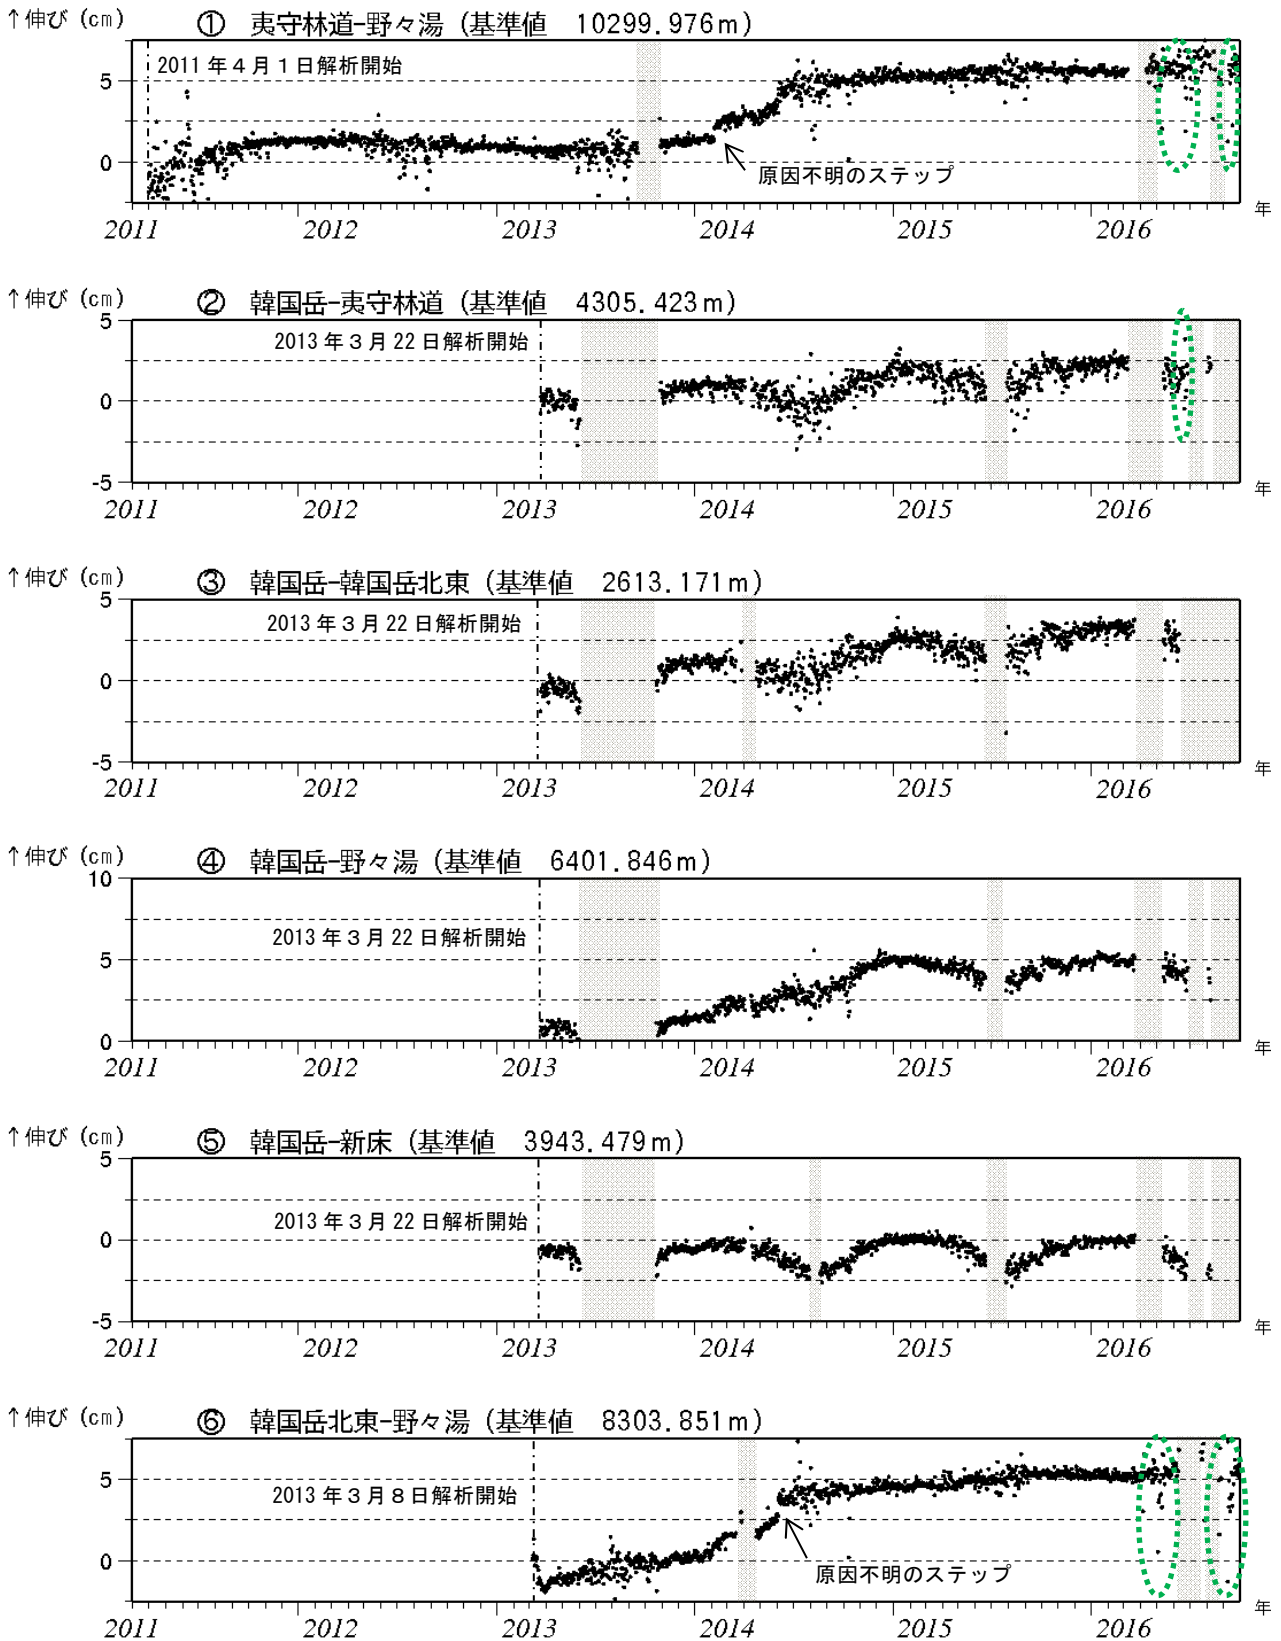 ↑伸び (cm) ① 夷守林道-野々湯 (基準値 10299.976m)
2011年4月1日解析開始
5
0
原因不明のステップ
2011 2012 2013 2014 2015 2016 年
↑伸び (cm) ② 韓国岳-夷守林道 (基準値 4305.423m)
5
2013年3月22日解析開始
0
-5
2011 2012 2013 2014 2015 2016 年
↑伸び (cm) ③ 韓国岳-韓国岳北東 (基準値 2613.171m)
5
2013年3月22日解析開始
0
-5
2011 2012 2013 2014 2015 2016 年
↑伸び (cm) ④ 韓国岳-野々湯 (基準値 6401.846m)
10
2013年3月22日解析開始
5
0
2011 2012 2013 2014 2015 2016 年
↑伸び (cm) ⑤ 韓国岳-新床 (基準値 3943.479m)
5
2013年3月22日解析開始
0
-5
2011 2012 2013 2014 2015 2016 年
↑伸び (cm) ⑥ 韓国岳北東-野々湯 (基準値 8303.851m)
5
2013年3月8日解析開始
0
原因不明のステップ
2011 2012 2013 2014 2015 2016 年